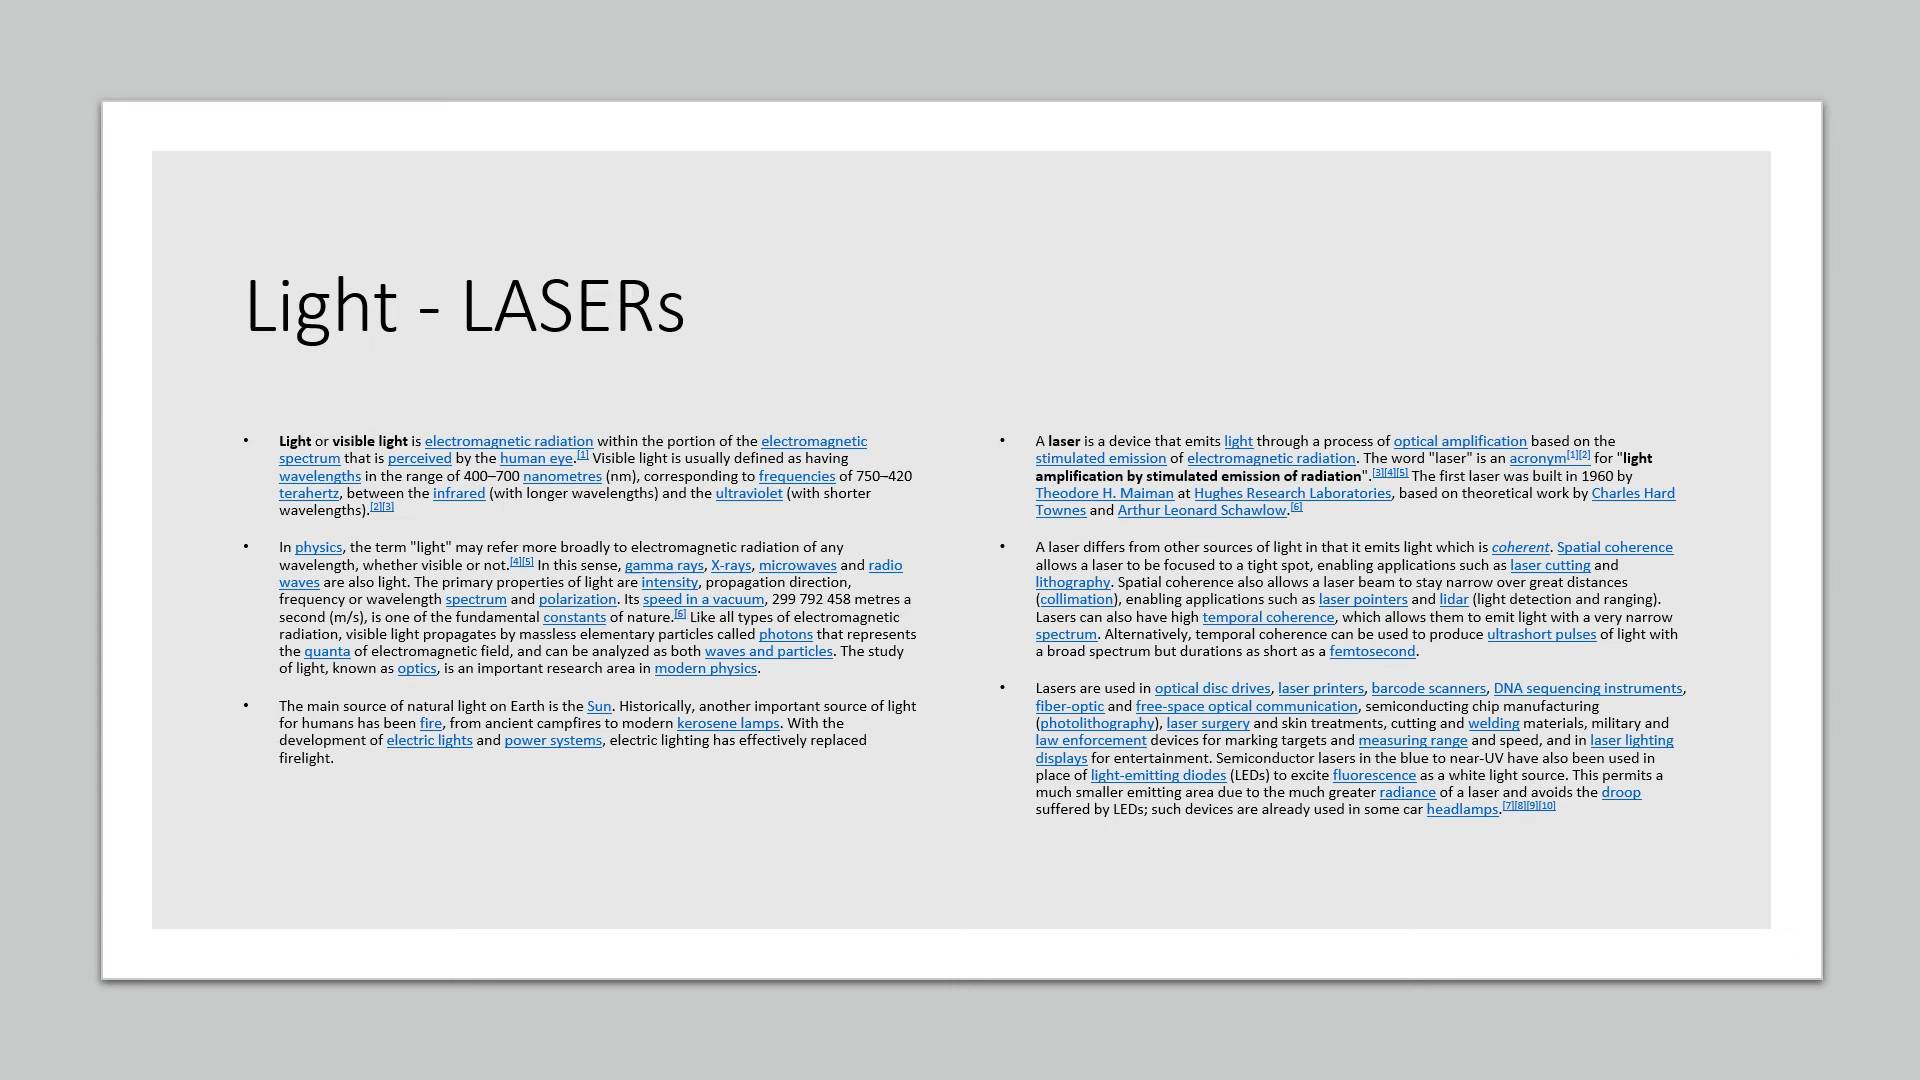 Light - LASERs
• Light or visible light is electromagnetic radiation within the portion of the electromagnetic
spectrum that is perceived by the human eye.[1] Visible light is usually defined as having
wavelengths in the range of 400–700 nanometres (nm), corresponding to frequencies of 750–420
terahertz, between the infrared (with longer wavelengths) and the ultraviolet (with shorter
wavelengths).[2][3]
• In physics, the term "light" may refer more broadly to electromagnetic radiation of any
wavelength, whether visible or not.[4][5] In this sense, gamma rays, X-rays, microwaves and radio
waves are also light. The primary properties of light are intensity, propagation direction,
frequency or wavelength spectrum and polarization. Its speed in a vacuum, 299 792 458 metres a
second (m/s), is one of the fundamental constants of nature.[6] Like all types of electromagnetic
radiation, visible light propagates by massless elementary particles called photons that represents
the quanta of electromagnetic field, and can be analyzed as both waves and particles. The study
of light, known as optics, is an important research area in modern physics.
• The main source of natural light on Earth is the Sun. Historically, another important source of light
for humans has been fire, from ancient campfires to modern kerosene lamps. With the
development of electric lights and power systems, electric lighting has effectively replaced
firelight.
• A laser is a device that emits light through a process of optical amplification based on the
stimulated emission of electromagnetic radiation. The word "laser" is an acronym[1][2] for "light
amplification by stimulated emission of radiation".[3][4][5] The first laser was built in 1960 by
Theodore H. Maiman at Hughes Research Laboratories, based on theoretical work by Charles Hard
Townes and Arthur Leonard Schawlow.[6]
• A laser differs from other sources of light in that it emits light which is coherent. Spatial coherence
allows a laser to be focused to a tight spot, enabling applications such as laser cutting and
lithography. Spatial coherence also allows a laser beam to stay narrow over great distances
(collimation), enabling applications such as laser pointers and lidar (light detection and ranging).
Lasers can also have high temporal coherence, which allows them to emit light with a very narrow
spectrum. Alternatively, temporal coherence can be used to produce ultrashort pulses of light with
a broad spectrum but durations as short as a femtosecond.
• Lasers are used in optical disc drives, laser printers, barcode scanners, DNA sequencing instruments,
fiber-optic and free-space optical communication, semiconducting chip manufacturing
(photolithography), laser surgery and skin treatments, cutting and welding materials, military and
law enforcement devices for marking targets and measuring range and speed, and in laser lighting
displays for entertainment. Semiconductor lasers in the blue to near-UV have also been used in
place of light-emitting diodes (LEDs) to excite fluorescence as a white light source. This permits a
much smaller emitting area due to the much greater radiance of a laser and avoids the droop
suffered by LEDs; such devices are already used in some car headlamps.[7][8][9][10]